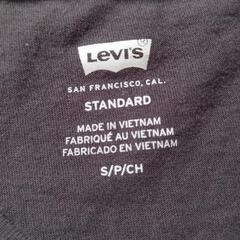 LEVI'S
SAN FRANCISCO, CAL.
STANDARD
MADE IN VIETNAM
FABRIQUÉ AU VIETNAM
FABRICADO EN VIETNAM
S/P/CH